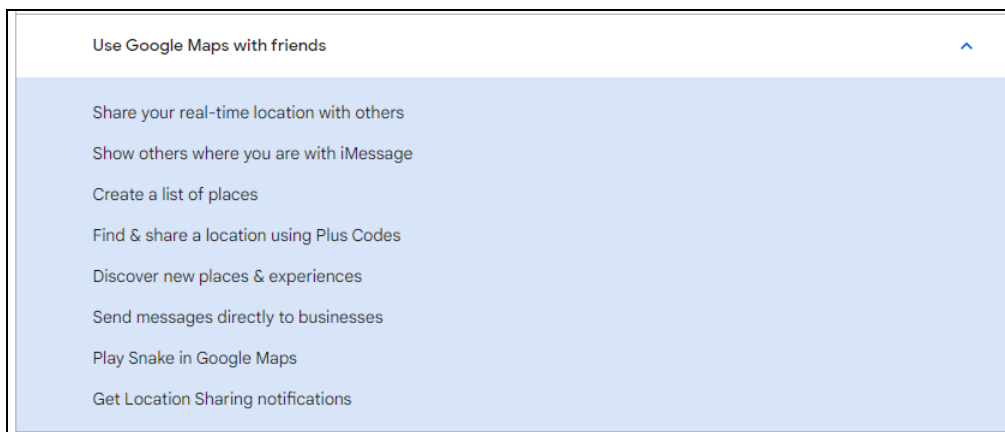 Use Google Maps with friends
Share your real-time location with others
Show others where you are with iMessage
Create a list of places
Find & share a location using Plus Codes
Discover new places & experiences
Send messages directly to businesses
Play Snake in Google Maps
Get Location Sharing notifications